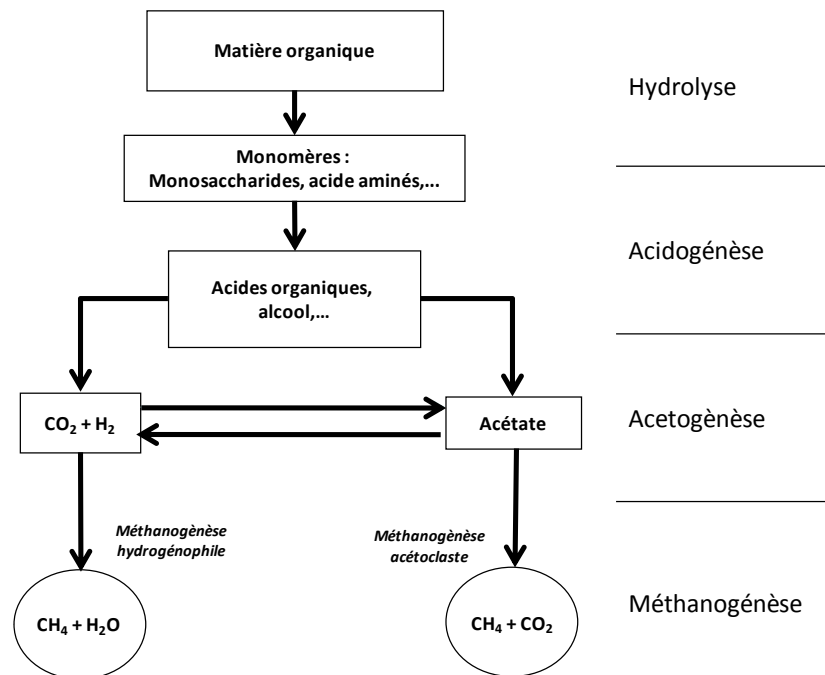 Matière organique
Hydrolyse
Monomères :
Monosaccharides, acide aminés,...
Acidogénèse
Acides organiques,
alcool,...
CO₂ + H₂
Acétate
Acetogènèse
Méthanogènèse
hydrogénophile
Méthanogènèse
acétoclaste
CH₄ + H₂O
CH₄ + CO₂
Méthanogénèse